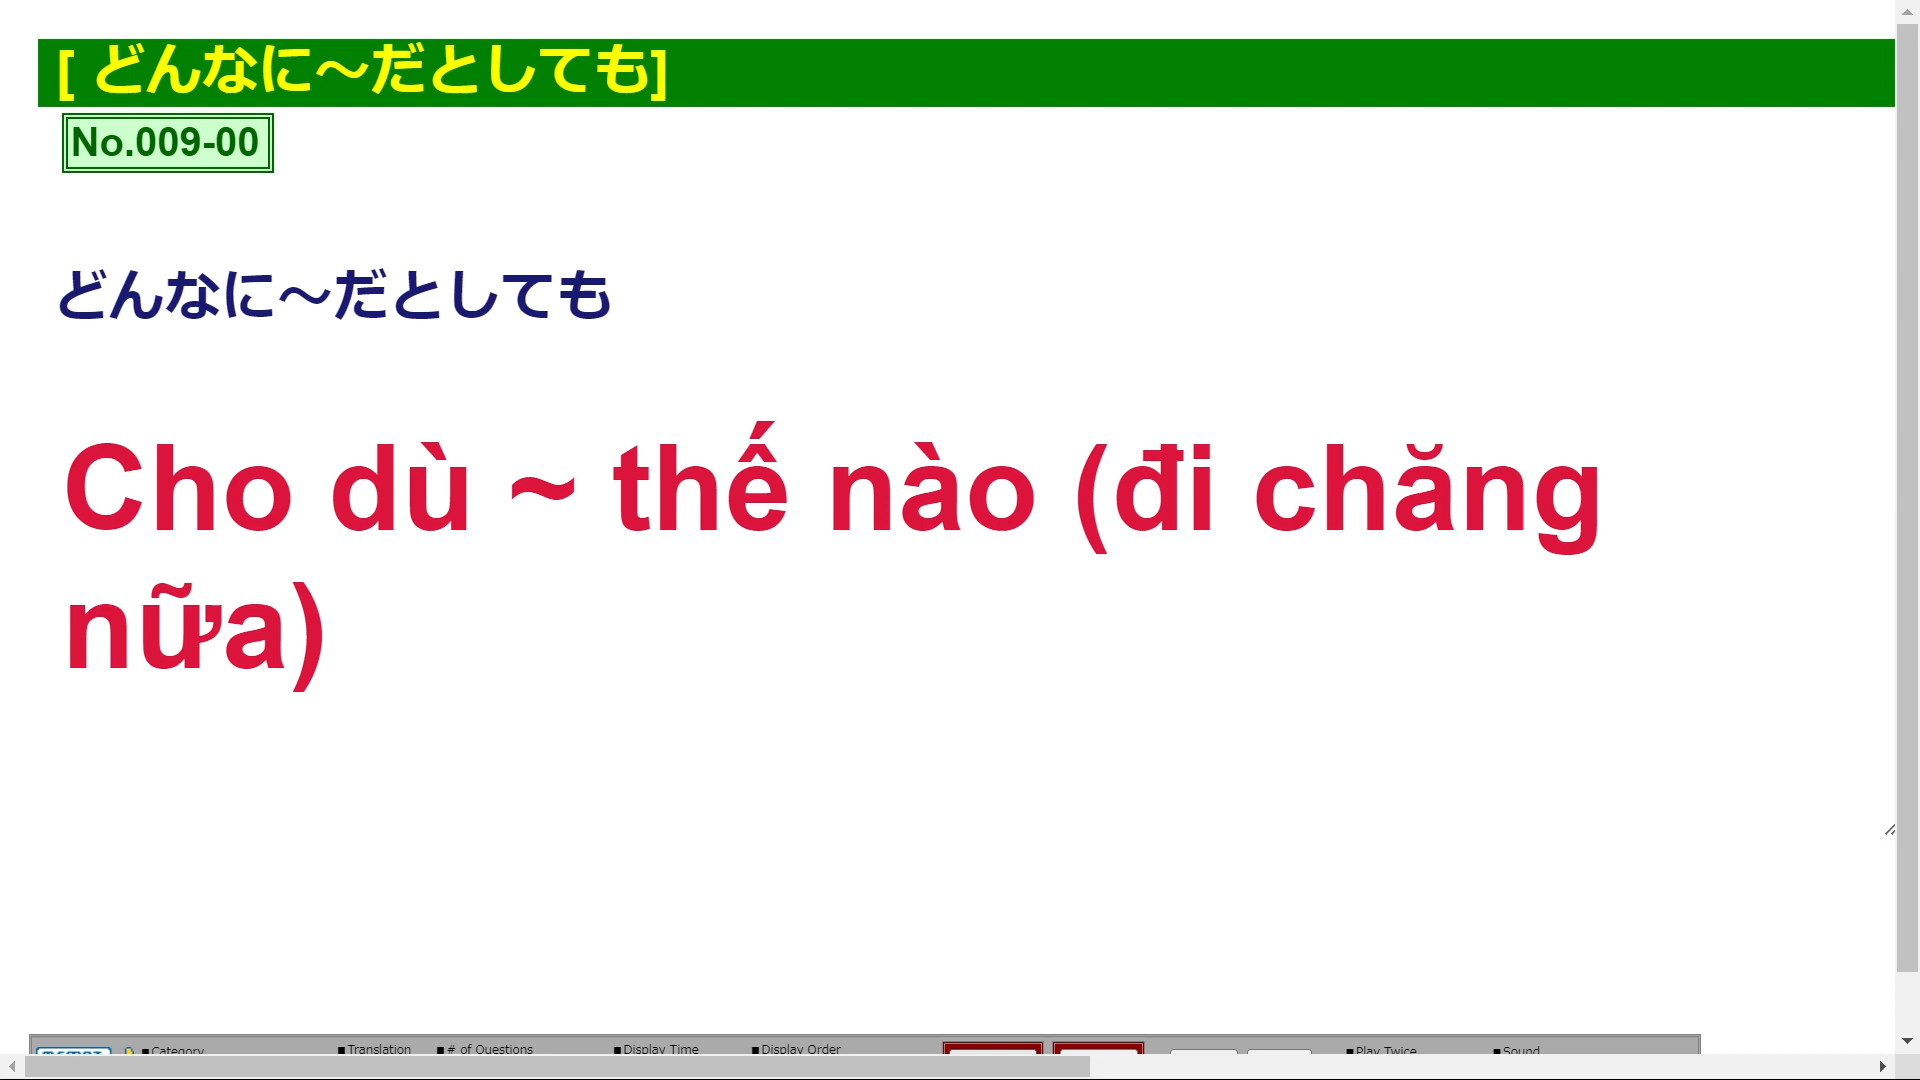 [ どんなに～だとしても]
No.009-00
どんなに～だとしても
Cho dù ~ thế nào (đi chăng
nữa)
■Category ■Translation ■# of Questions ■Display Time ■Display Order ■Play Twice ■Sound